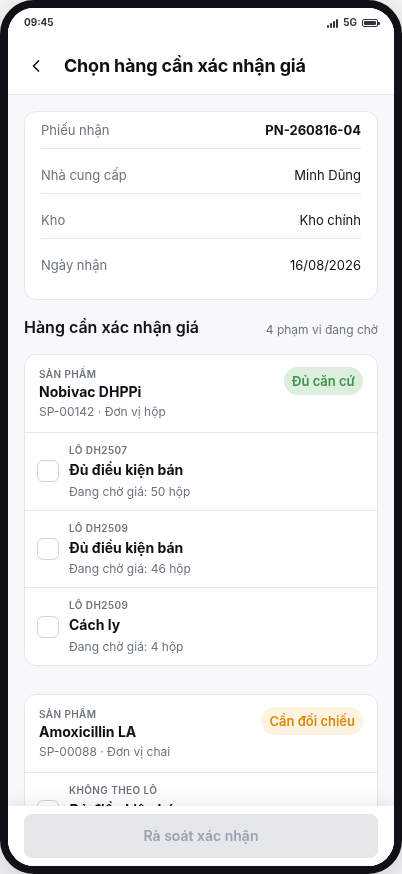 09:45
5G
Chọn hàng cần xác nhận giá
Phiếu nhận PN-260816-04
Nhà cung cấp Minh Dũng
Kho Kho chính
Ngày nhận 16/08/2026
Hàng cần xác nhận giá 4 phạm vi đang chờ
SẢN PHẨM
Nobivac DHPPi
SP-00142 · Đơn vị hộp
Đủ căn cứ
LÔ DH2507
Đủ điều kiện bán
Đang chờ giá: 50 hộp
LÔ DH2509
Đủ điều kiện bán
Đang chờ giá: 46 hộp
LÔ DH2509
Cách ly
Đang chờ giá: 4 hộp
SẢN PHẨM
Amoxicillin LA
SP-00088 · Đơn vị chai
Cần đối chiếu
KHÔNG THEO LÔ
Rà soát xác nhận